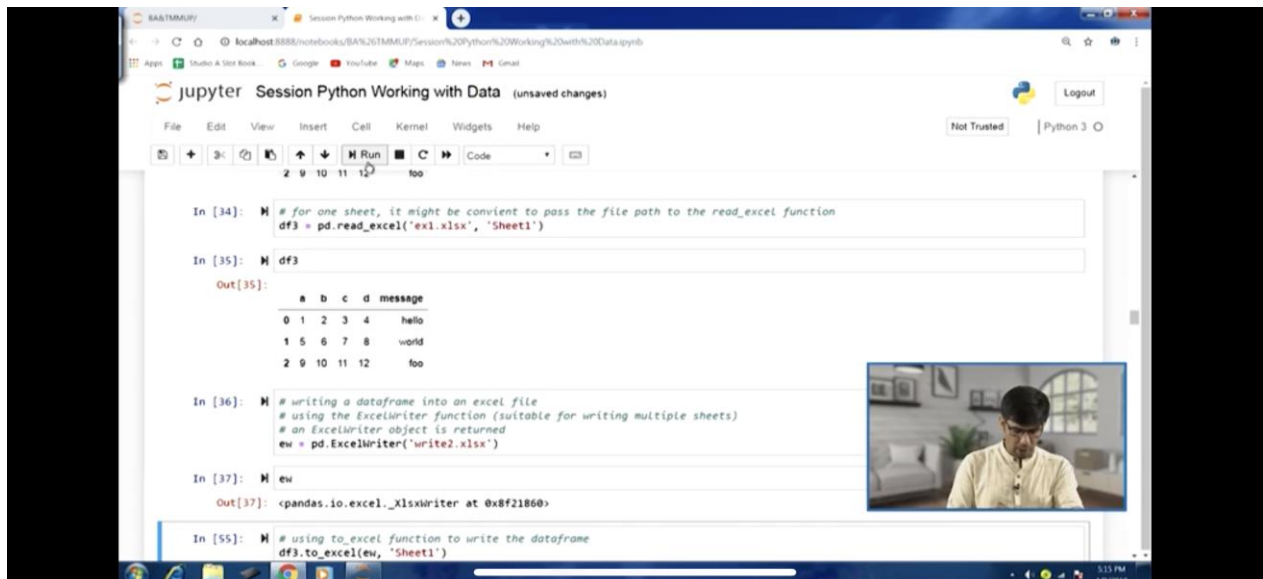 BA&TMMUP/
Session Python Working with D
localhost:8888/notebooks/BA%26TMMUP/Session%20Python%20Working%20with%20Data.ipynb
Apps Studio A Slot Book... Google YouTube Maps News Gmail
jupyter Session Python Working with Data (unsaved changes)
Logout
File Edit View Insert Cell Kernel Widgets Help
Not Trusted
Python 3
Run
Code
2 9 10 11 12 foo
In [34]:
# for one sheet, it might be convient to pass the file path to the read_excel function
df3 = pd.read_excel('ex1.xlsx', 'Sheet1')
In [35]: df3
Out[35]:
a b c d message
0 1 2 3 4 hello
1 5 6 7 8 world
2 9 10 11 12 foo
In [36]:
# writing a dataframe into an excel file
# using the ExcelWriter function (suitable for writing multiple sheets)
# an ExcelWriter object is returned
ew = pd.ExcelWriter('write2.xlsx')
In [37]: ew
Out[37]: <pandas.io.excel._XlsxWriter at 0x8f21860>
In [55]:
# using to_excel function to write the dataframe
df3.to_excel(ew, 'Sheet1')
5:15 PM